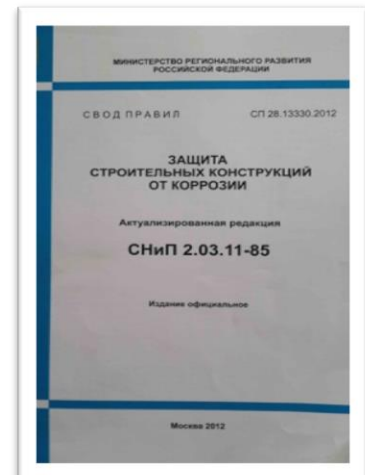 МИНИСТЕРСТВО РЕГИОНАЛЬНОГО РАЗВИТИЯ
РОССИЙСКОЙ ФЕДЕРАЦИИ
СВОД ПРАВИЛ СП 28.13330.2012
ЗАЩИТА
СТРОИТЕЛЬНЫХ КОНСТРУКЦИЙ
ОТ КОРРОЗИИ
Актуализированная редакция
СНиП 2.03.11-85
Издание официальное
Москва 2012